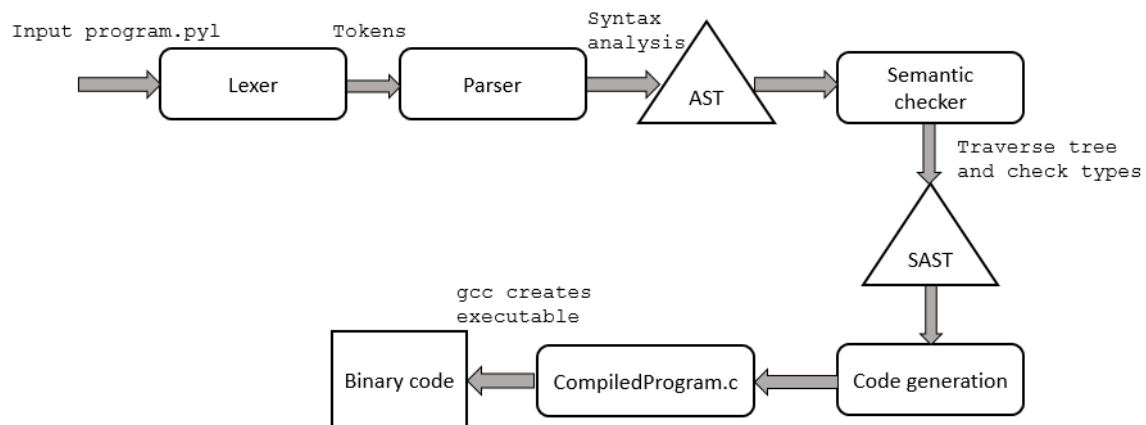 Input program.pyl
Lexer
Tokens
Parser
Syntax
analysis
AST
Semantic
checker
Traverse tree
and check types
SAST
Code generation
CompiledProgram.c
gcc creates
executable
Binary code